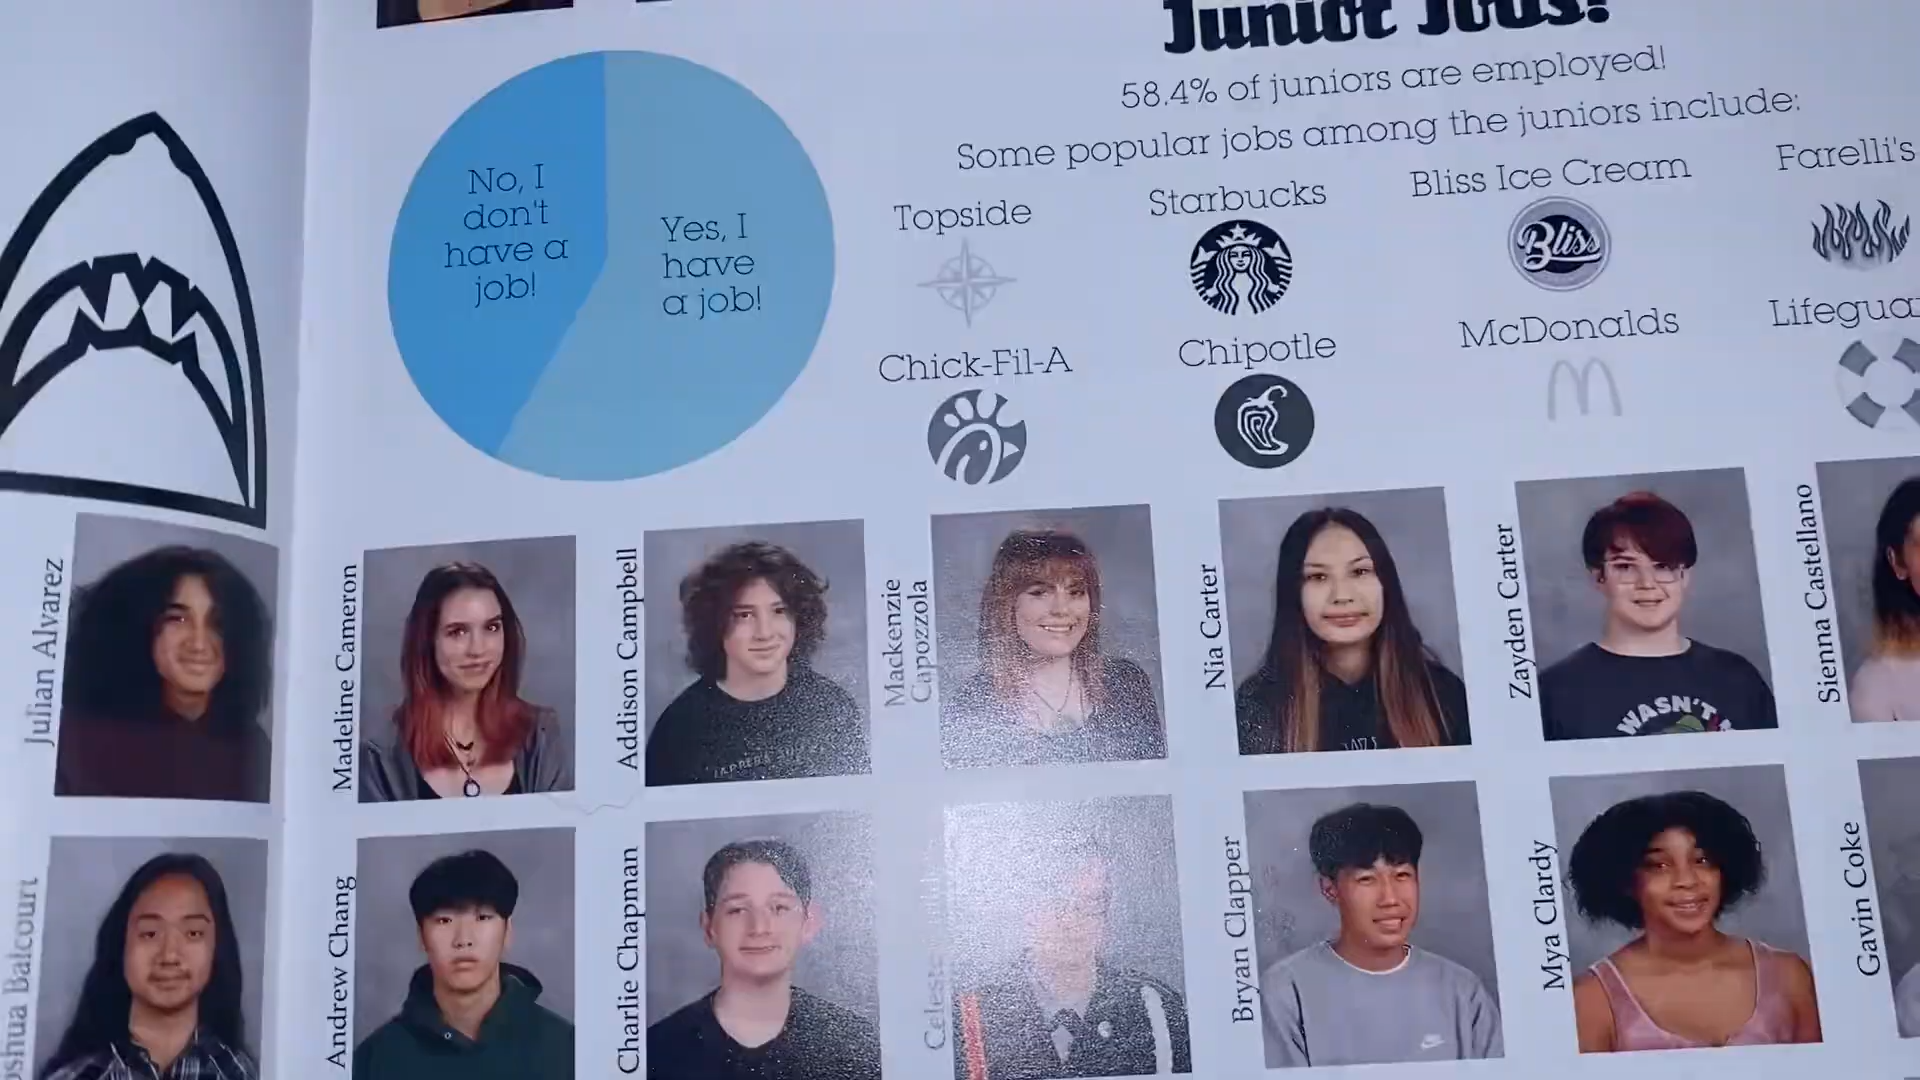 Junior Jobs!
58.4% of juniors are employed!
Some popular jobs among the juniors include:
No, I
don't
have a
job!
Yes, I
have
a job!
Topside
Starbucks
Bliss Ice Cream
Farelli's
Bliss
Chick-Fil-A
Chipotle
McDonalds
Julian Alvarez
Madeline Cameron
Addison Campbell
Mackenzie
Capozzola
Nia Carter
Zayden Carter
Sienna Castellano
WASN'T
Andrew Chang
Charlie Chapman
Bryan Clapper
Mya Clardy
Gavin Coke
Balcourt